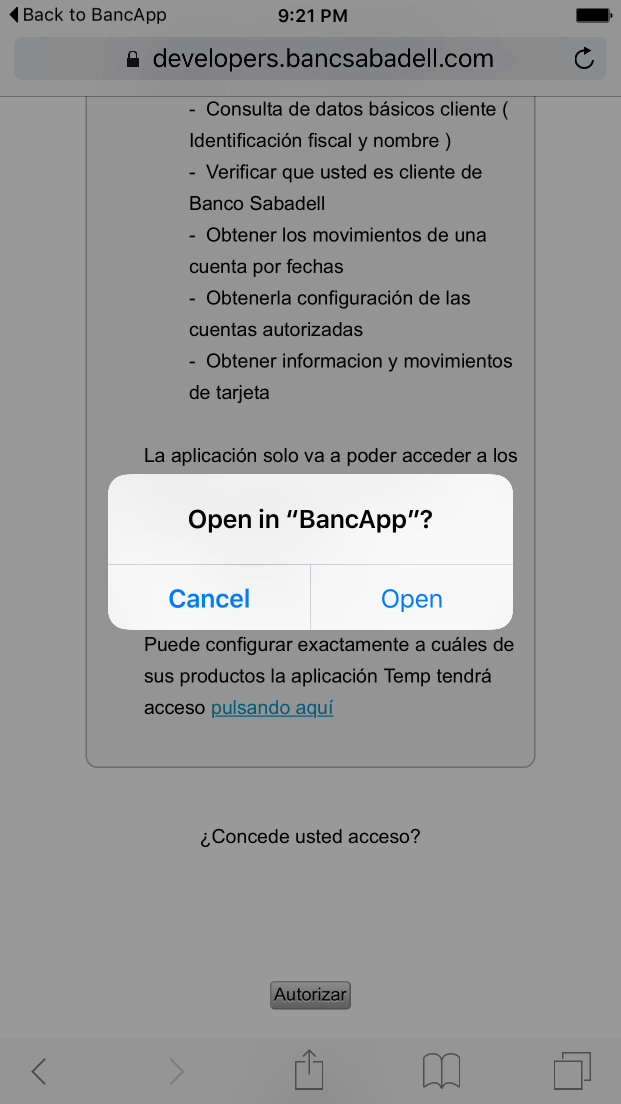 Back to BancApp
9:21 PM
developers.bancsabadell.com
- Consulta de datos básicos cliente (
Identificación fiscal y nombre )
- Verificar que usted es cliente de
Banco Sabadell
- Obtener los movimientos de una
cuenta por fechas
- Obtenerla configuración de las
cuentas autorizadas
- Obtener informacion y movimientos
de tarjeta
La aplicación solo va a poder acceder a los
Open in “BancApp”?
Cancel
Open
Puede configurar exactamente a cuáles de
sus productos la aplicación Temp tendrá
acceso pulsando aquí
¿Concede usted acceso?
Autorizar